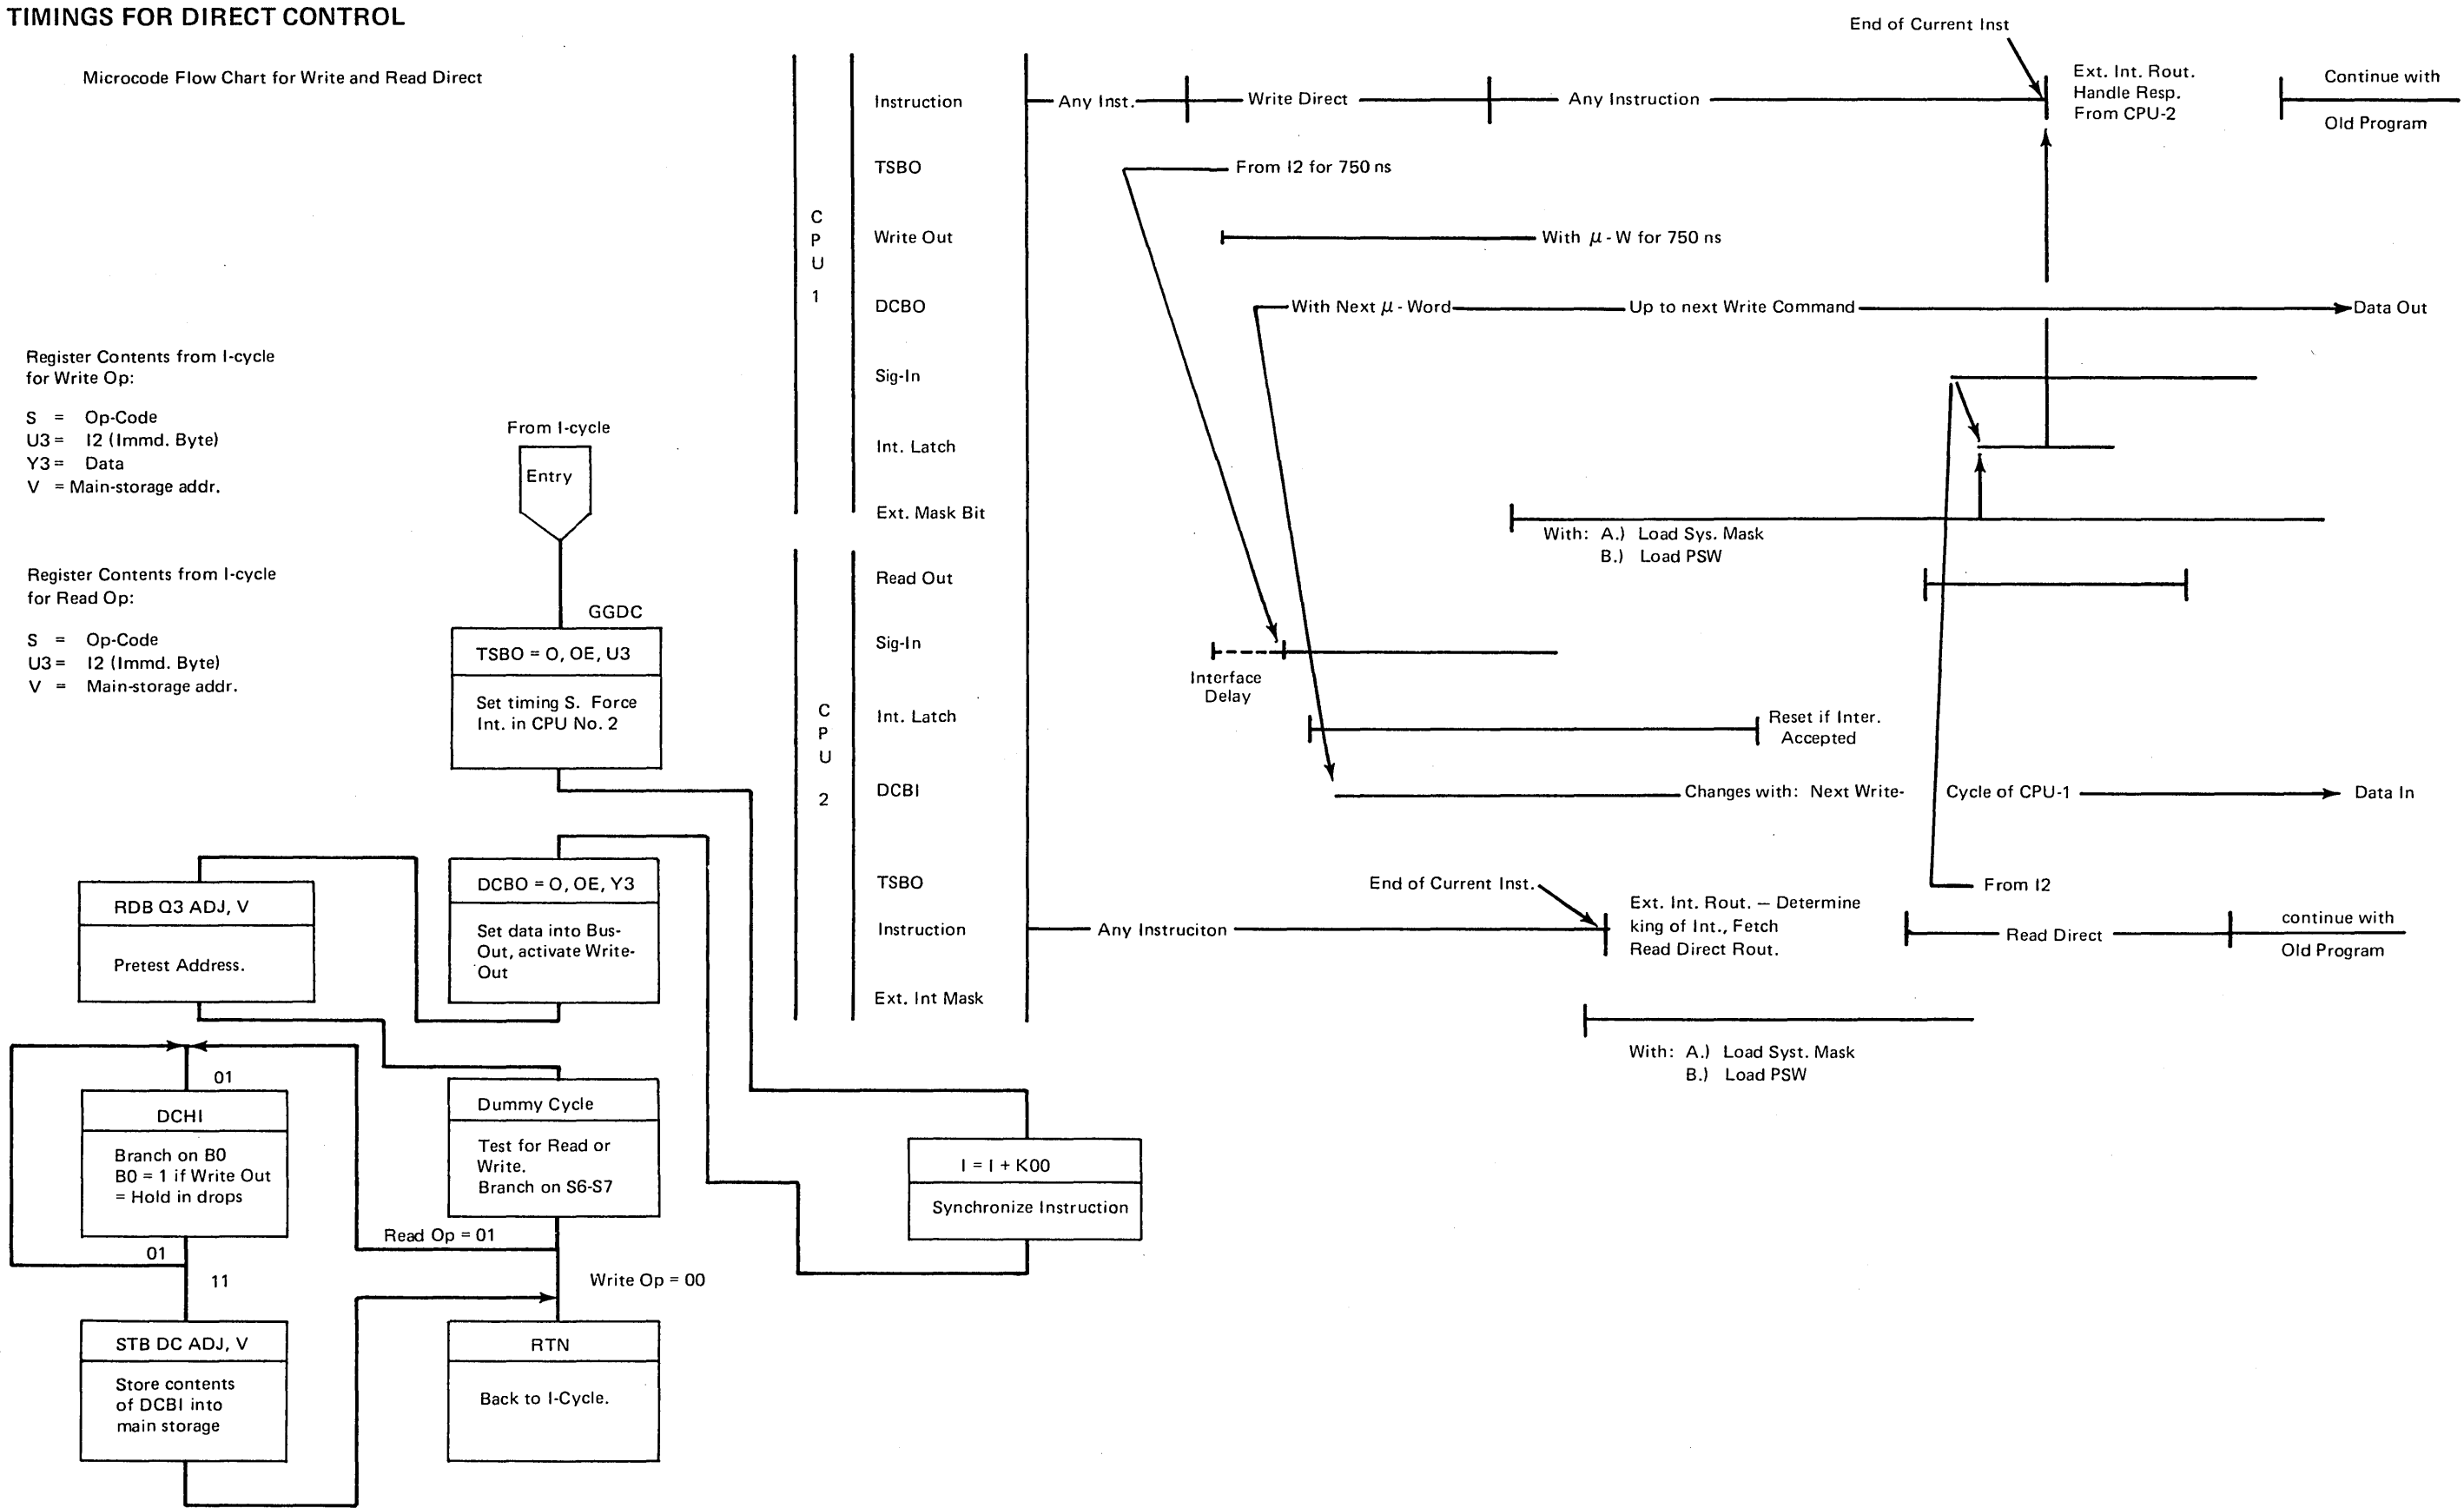 TIMINGS FOR DIRECT CONTROL
Microcode Flow Chart for Write and Read Direct
Register Contents from I-cycle
for Write Op:
S = Op-Code
U3 = I2 (Immd. Byte)
Y3 = Data
V = Main-storage addr.
Register Contents from I-cycle
for Read Op:
S = Op-Code
U3 = I2 (Immd. Byte)
V = Main-storage addr.
From I-cycle
Entry
GGDC
TSBO = O, OE, U3
Set timing S. Force
Int. in CPU No. 2
DCBO = O, OE, Y3
Set data into Bus-
Out, activate Write-
Out
RDB Q3 ADJ, V
Pretest Address.
01
DCHI
Branch on B0
B0 = 1 if Write Out
= Hold in drops
01
11
STB DC ADJ, V
Store contents
of DCBI into
main storage
Dummy Cycle
Test for Read or
Write.
Branch on S6-S7
Read Op = 01
Write Op = 00
RTN
Back to I-Cycle.
I = I + K00
Synchronize Instruction
C
P
U
1
Instruction
Any Inst.
Write Direct
Any Instruction
End of Current Inst
Ext. Int. Rout.
Handle Resp.
From CPU-2
Continue with
Old Program
TSBO
From I2 for 750 ns
Write Out
With μ - W for 750 ns
DCBO
With Next μ - Word
Up to next Write Command
Data Out
Sig-In
Int. Latch
Ext. Mask Bit
With: A.) Load Sys. Mask
B.) Load PSW
C
P
U
2
Read Out
Sig-In
Interface
Delay
Int. Latch
Reset if Inter.
Accepted
DCBI
Changes with: Next Write-
Cycle of CPU-1
Data In
TSBO
From I2
Instruction
Any Instruciton
End of Current Inst.
Ext. Int. Rout. — Determine
king of Int., Fetch
Read Direct Rout.
Read Direct
continue with
Old Program
Ext. Int Mask
With: A.) Load Syst. Mask
B.) Load PSW